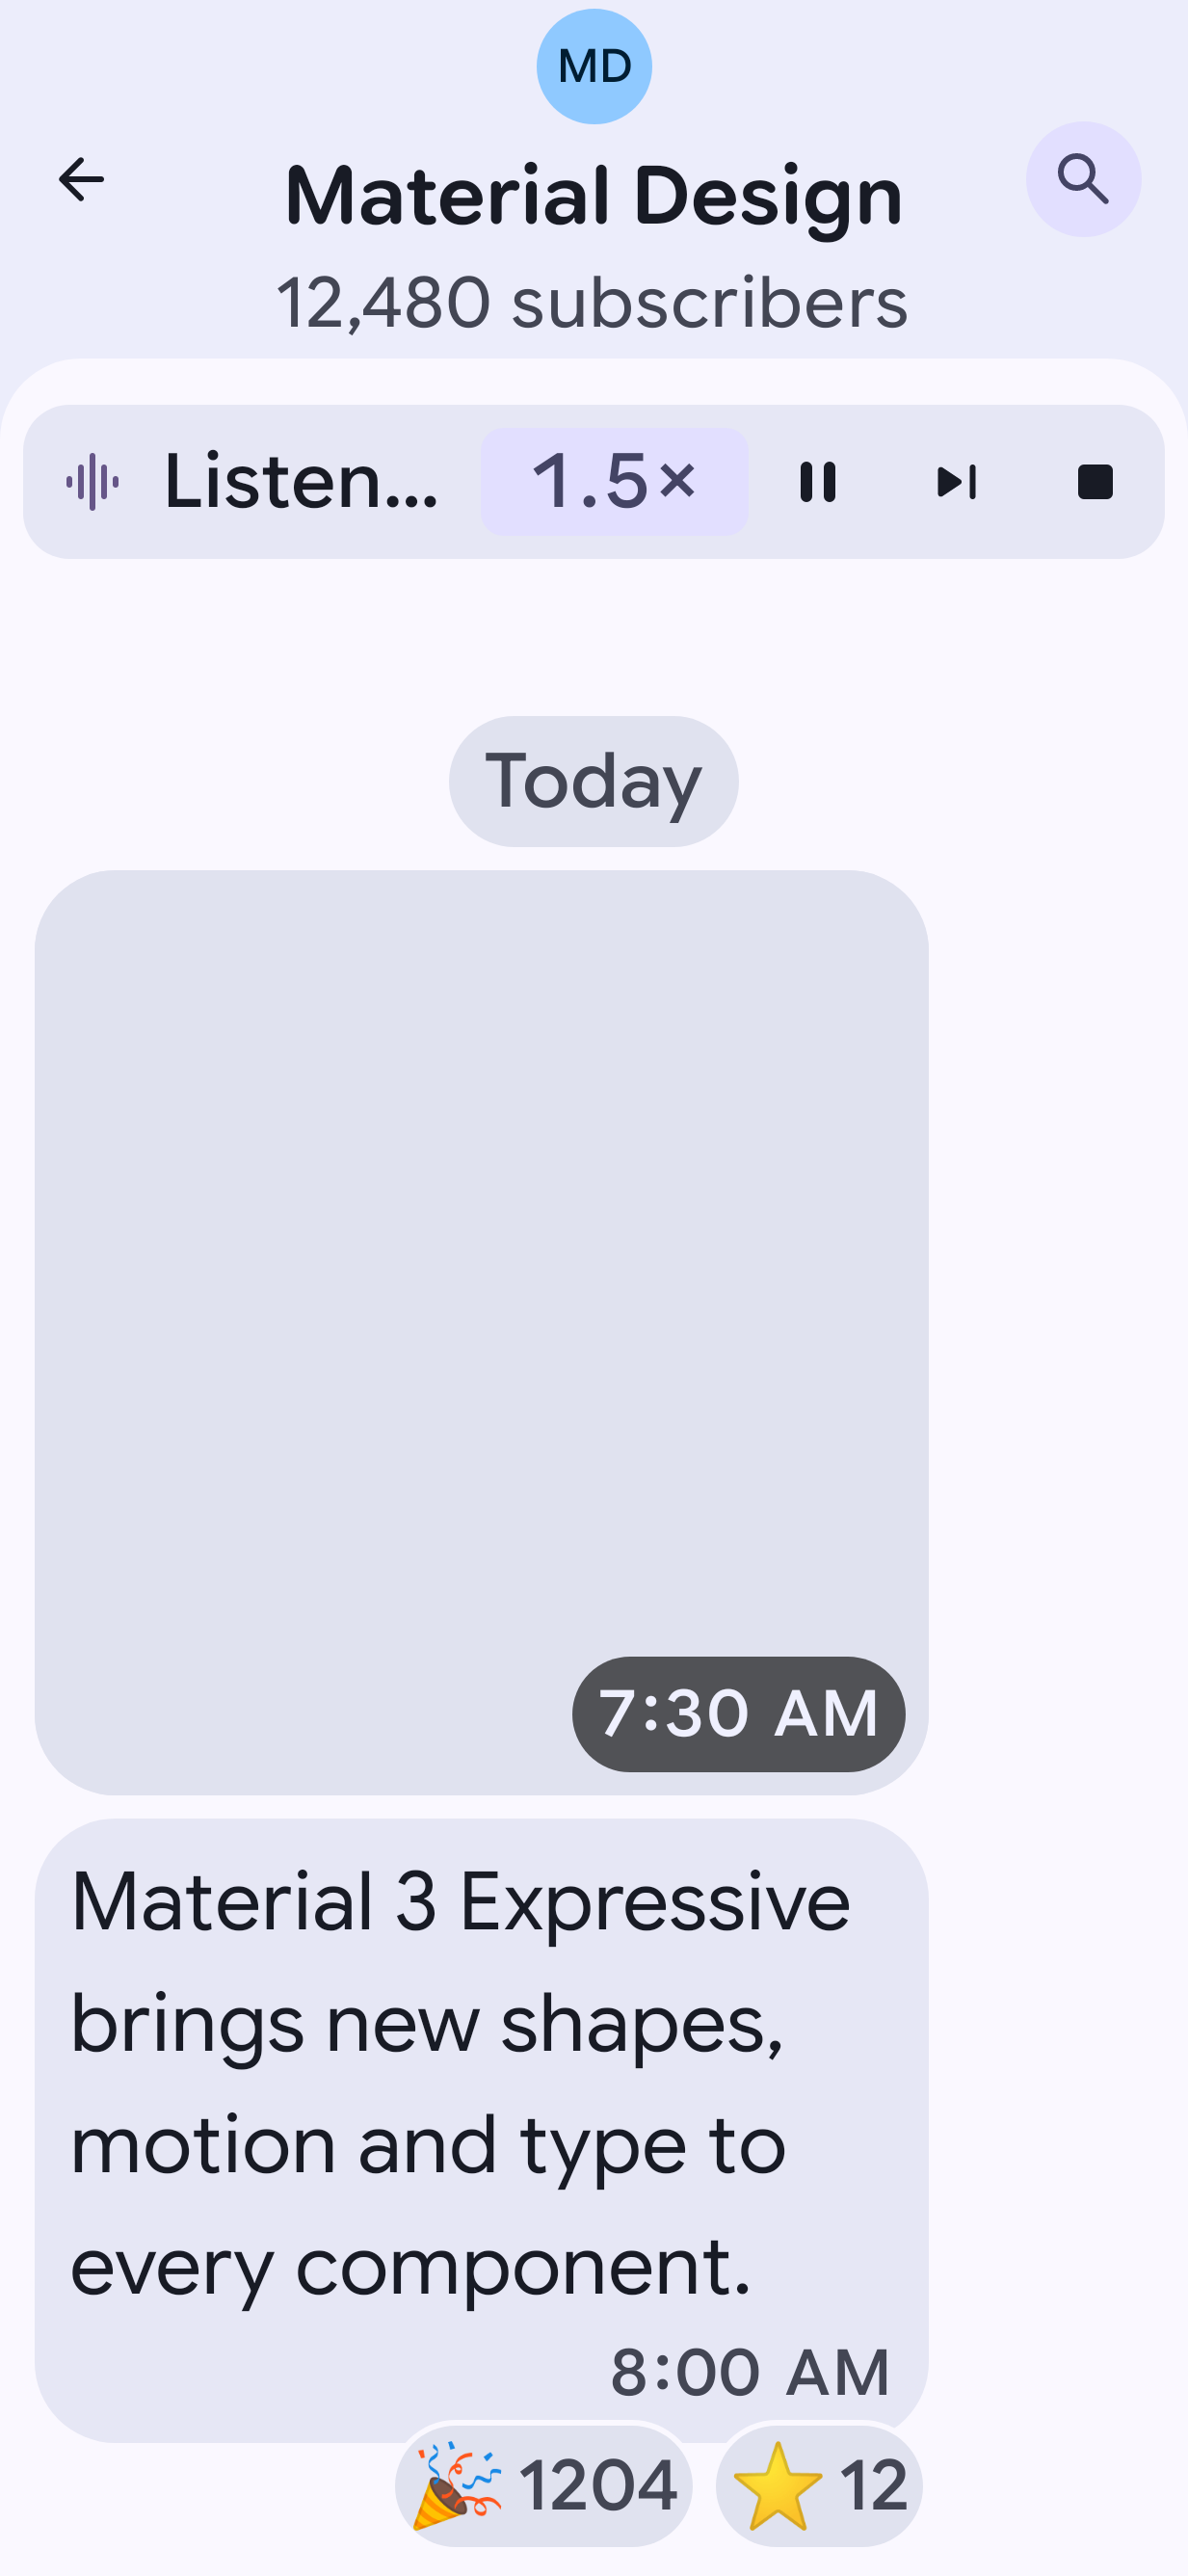 MD
Material Design
12,480 subscribers
Listen...
1.5×
Today
7:30 AM
Material 3 Expressive
brings new shapes,
motion and type to
every component.
8:00 AM
🎉 1204 ⭐ 12